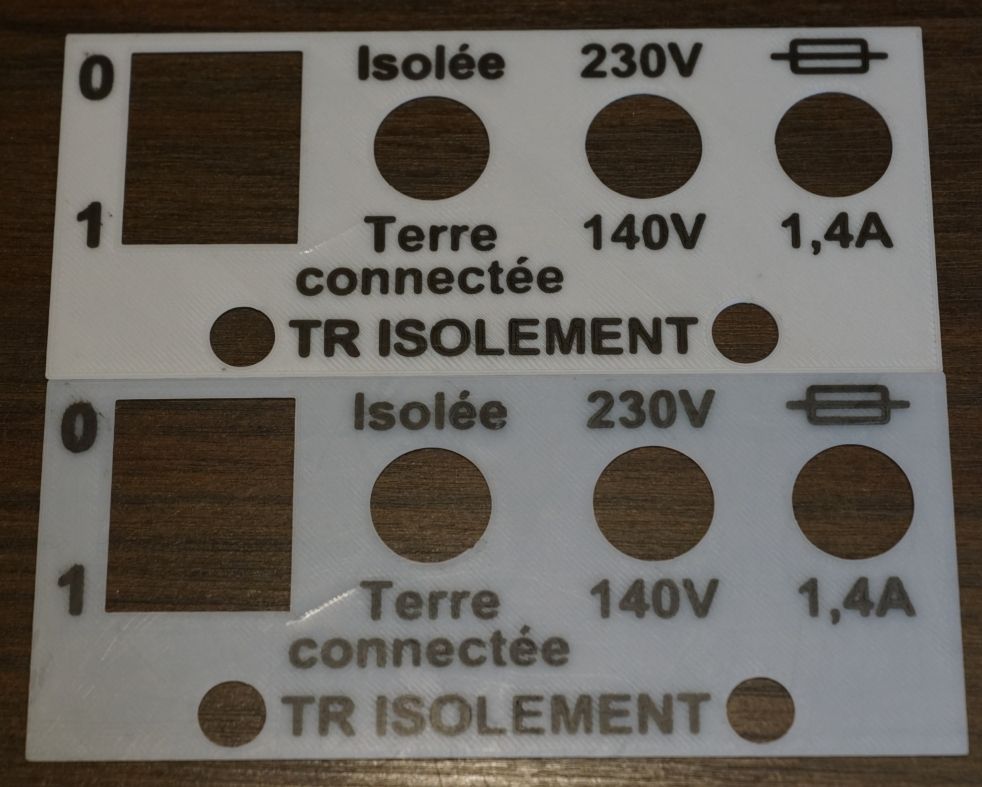 0 Isolée 230V
1 Terre 140V 1,4A
connectée
TR ISOLEMENT
0 Isolée 230V
1 Terre 140V 1,4A
connectée
TR ISOLEMENT